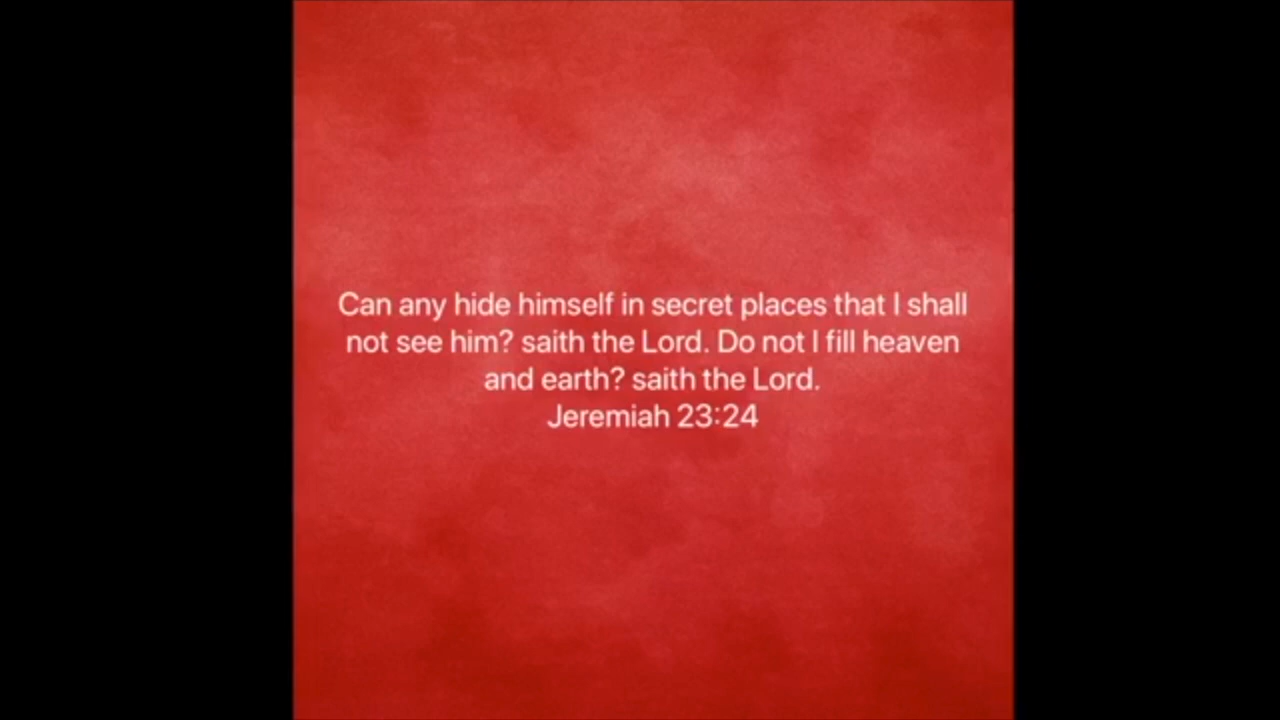 Can any hide himself in secret places that I shall
not see him? saith the Lord. Do not I fill heaven
and earth? saith the Lord.
Jeremiah 23:24